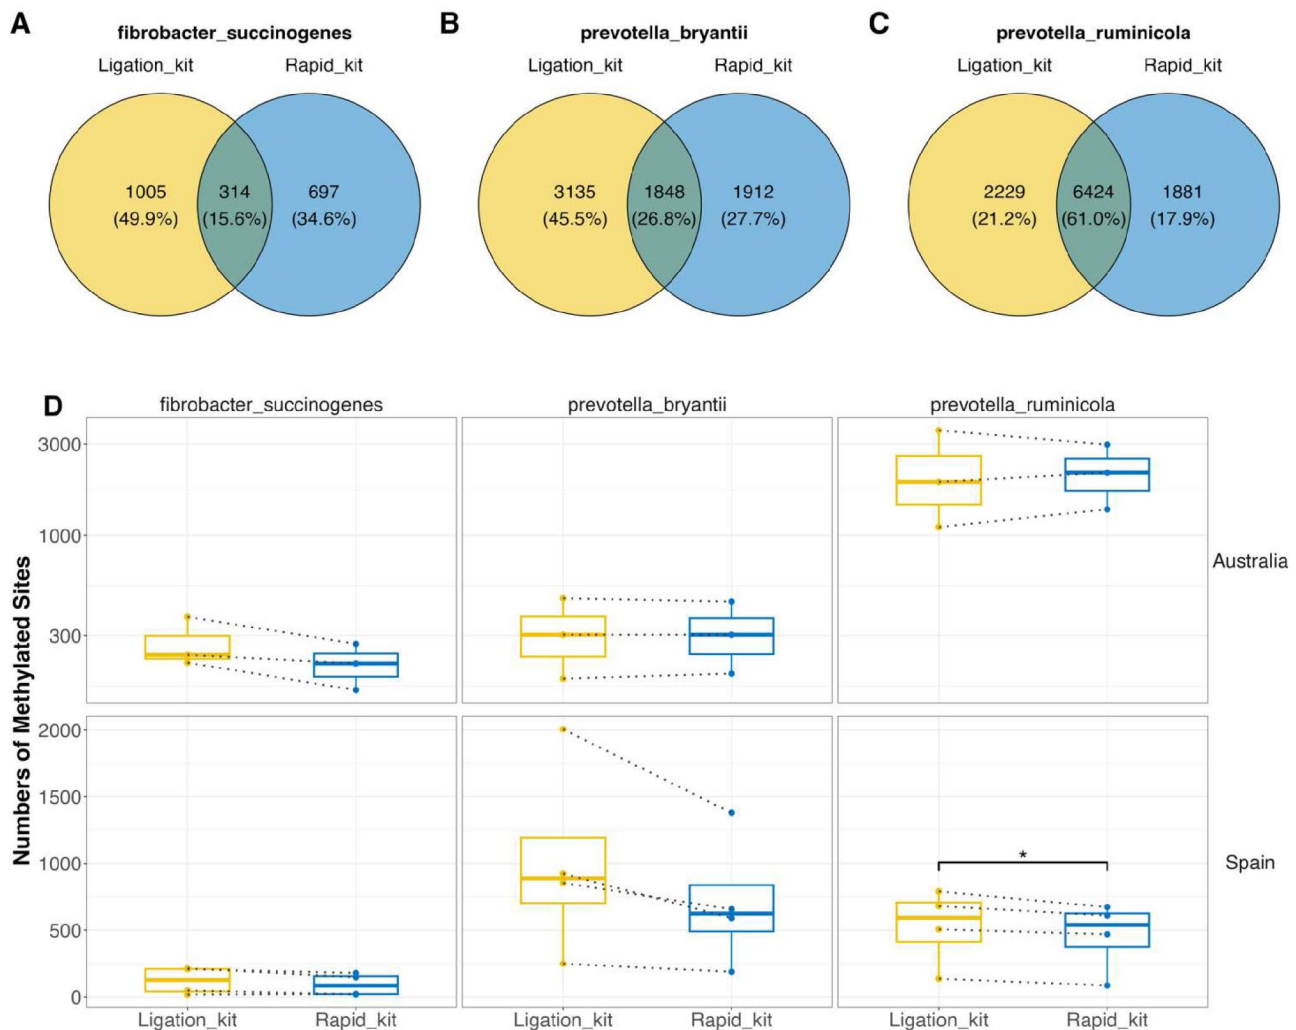 A
fibrobacter_succinogenes
Ligation_kit Rapid_kit
1005 314 697
(49.9%) (15.6%) (34.6%)
B
prevotella_bryantii
Ligation_kit Rapid_kit
3135 1848 1912
(45.5%) (26.8%) (27.7%)
C
prevotella_ruminicola
Ligation_kit Rapid_kit
2229 6424 1881
(21.2%) (61.0%) (17.9%)
D
fibrobacter_succinogenes prevotella_bryantii prevotella_ruminicola
Numbers of Methylated Sites
3000
1000
300
Australia
2000
1500
1000
500
0
*
Spain
Ligation_kit Rapid_kit Ligation_kit Rapid_kit Ligation_kit Rapid_kit